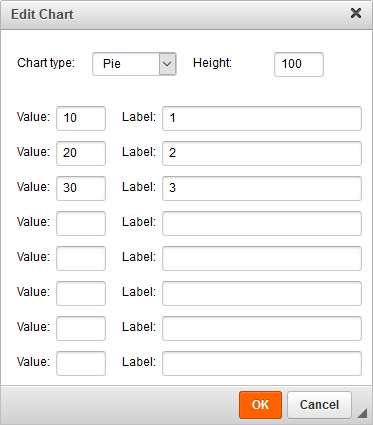 Edit Chart
Chart type: Pie Height: 100
Value: 10 Label: 1
Value: 20 Label: 2
Value: 30 Label: 3
Value: Label:
Value: Label:
Value: Label:
Value: Label:
Value: Label:
OK Cancel